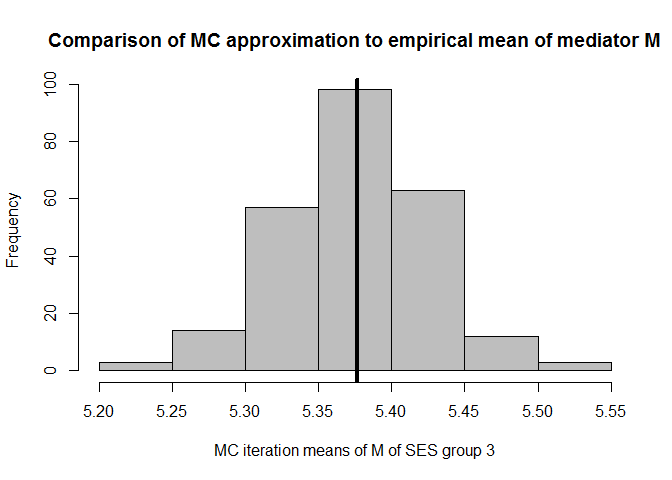 Comparison of MC approximation to empirical mean of mediator M
Frequency
100
80
60
40
20
0
5.20 5.25 5.30 5.35 5.40 5.45 5.50 5.55
MC iteration means of M of SES group 3